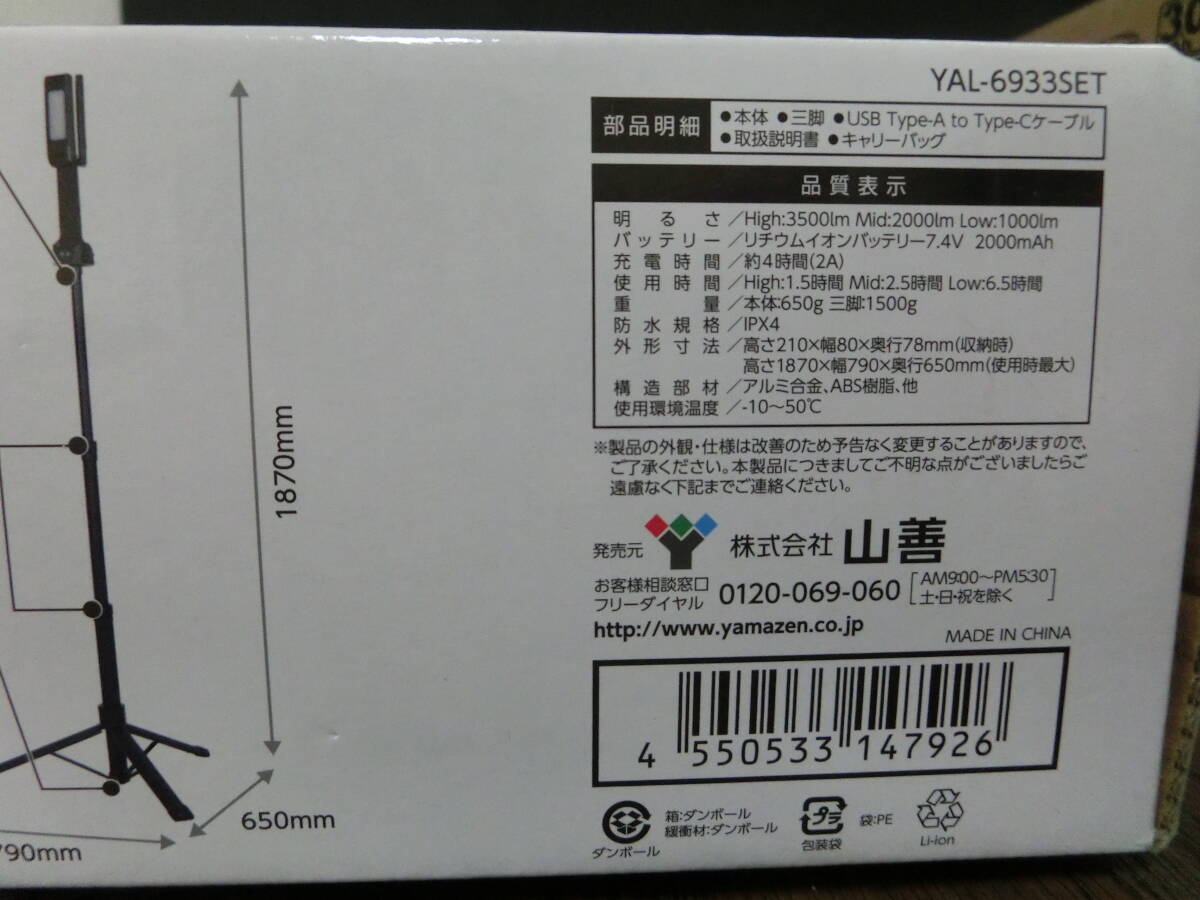 YAL-6933SET
部品明細
●本体 ●三脚 ●USB Type-A to Type-Cケーブル
●取扱説明書 ●キャリーバッグ
品質表示
明るさ／High:3500lm Mid:2000lm Low:1000lm
バッテリー／リチウムイオンバッテリー7.4V 2000mAh
充電時間／約4時間(2A)
使用時間／High:1.5時間 Mid:2.5時間 Low:6.5時間
重量／本体:650g 三脚:1500g
防水規格／IPX4
外形寸法／高さ210×幅80×奥行78mm(収納時)
高さ1870×幅790×奥行650mm(使用時最大)
構造部材／アルミ合金、ABS樹脂、他
使用環境温度／-10～50℃
※製品の外観・仕様は改善のため予告なく変更することがありますので、
ご了承ください。本製品につきましてご不明な点がございましたらご
遠慮なく下記までご連絡ください。
発売元 株式会社 山善
お客様相談窓口
フリーダイヤル 0120-069-060
AM9:00～PM5:30
土・日・祝を除く
http://www.yamazen.co.jp
MADE IN CHINA
4 550533 147926
ダンボール
箱:ダンボール
緩衝材:ダンボール
プラ
包装袋
袋:PE
Li-ion
1870mm
650mm
790mm